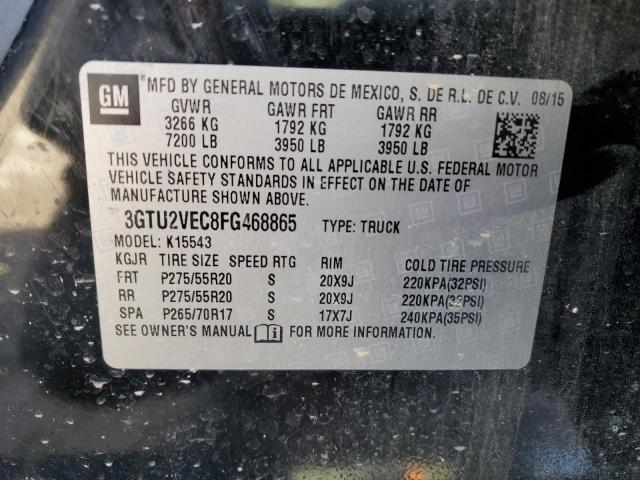 GM
*MFD BY GENERAL MOTORS DE MEXICO, S. DE R.L. DE C.V. 08/15
GVWR GAWR FRT GAWR RR
3266 KG 1792 KG 1792 KG
7200 LB 3950 LB 3950 LB
THIS VEHICLE CONFORMS TO ALL APPLICABLE U.S. FEDERAL MOTOR
VEHICLE SAFETY STANDARDS IN EFFECT ON THE DATE OF
MANUFACTURE SHOWN ABOVE.
3GTU2VEC8FG468865 TYPE: TRUCK
MODEL: K15543
KGJR TIRE SIZE SPEED RTG RIM COLD TIRE PRESSURE
FRT P275/55R20 S 20X9J 220KPA(32PSI)
RR P275/55R20 S 20X9J 220KPA(32PSI)
SPA P265/70R17 S 17X7J 240KPA(35PSI)
SEE OWNER'S MANUAL FOR MORE INFORMATION.